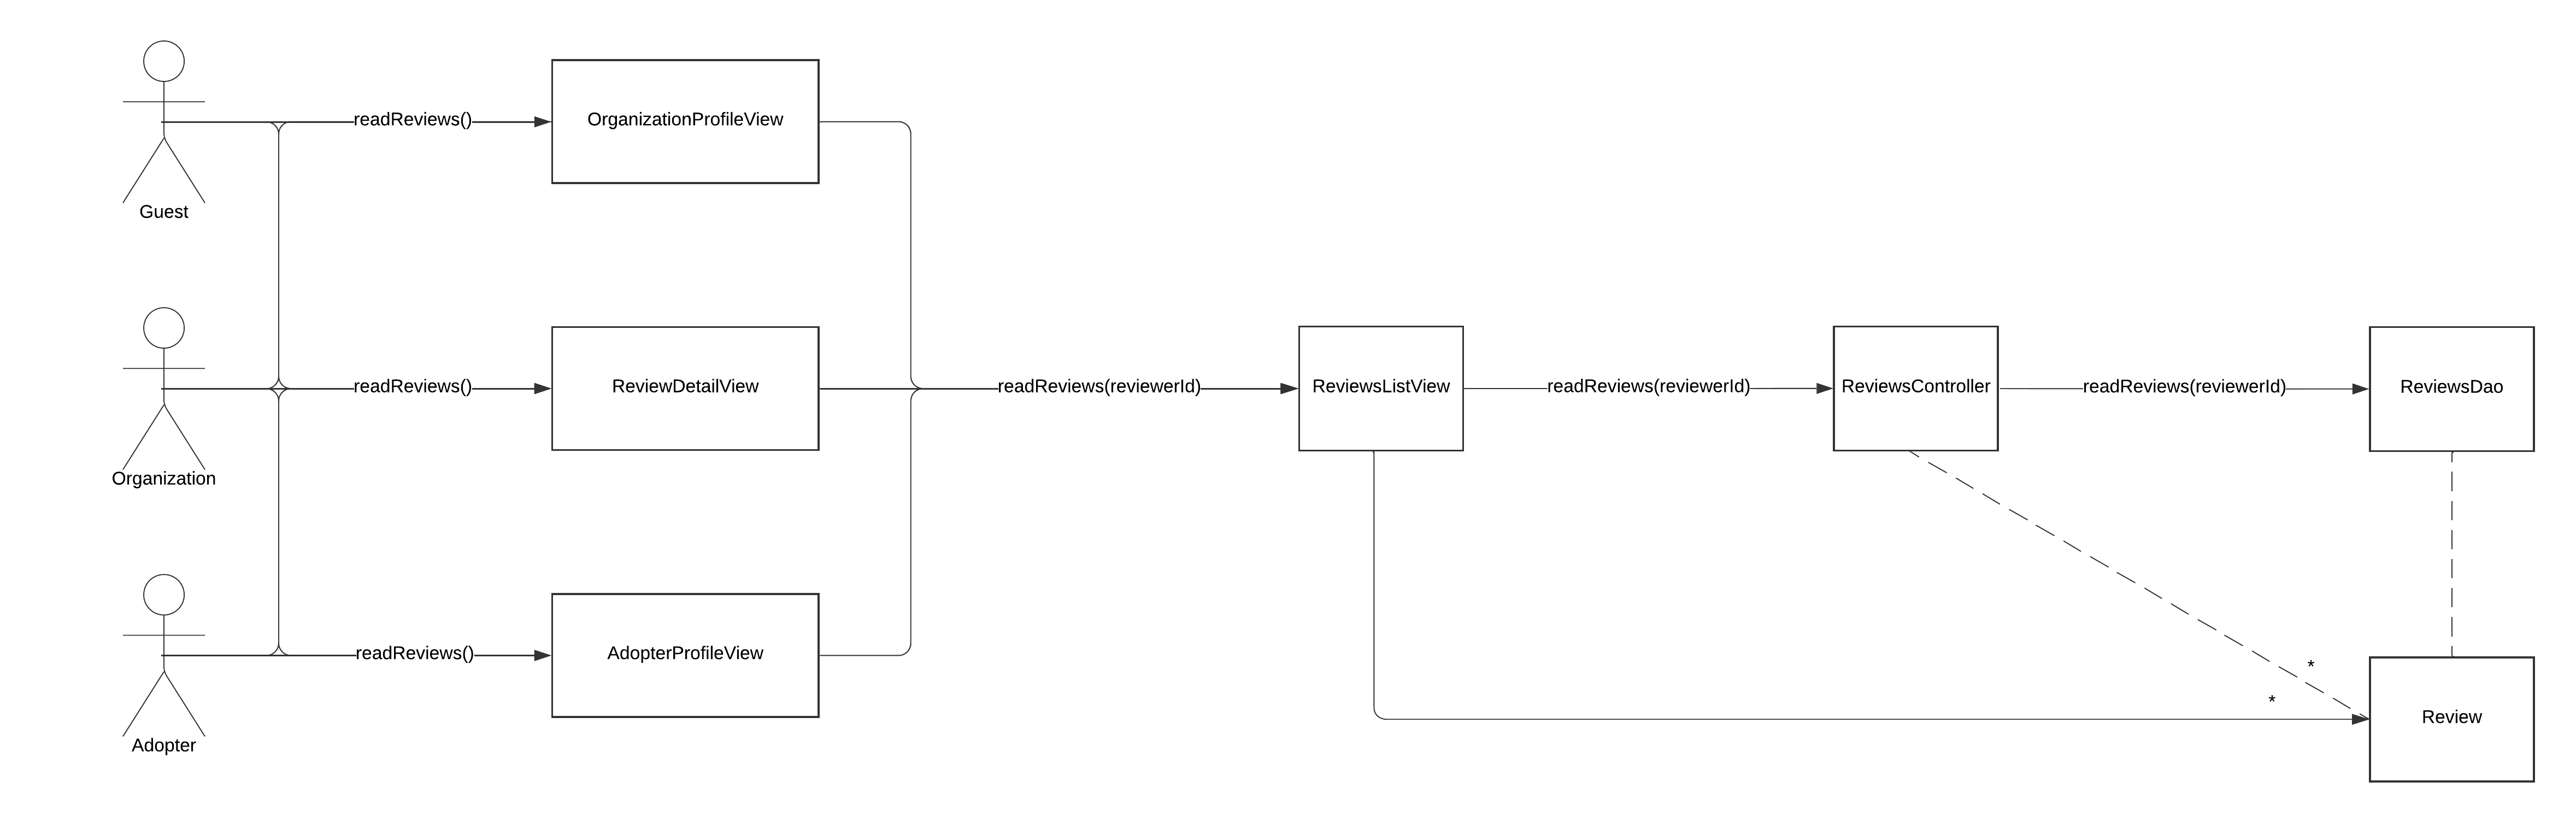 Guest
readReviews()
OrganizationProfileView
Organization
readReviews()
ReviewDetailView
readReviews(reviewerId)
ReviewsListView
readReviews(reviewerId)
ReviewsController
readReviews(reviewerId)
ReviewsDao
Adopter
readReviews()
AdopterProfileView
*
*
Review